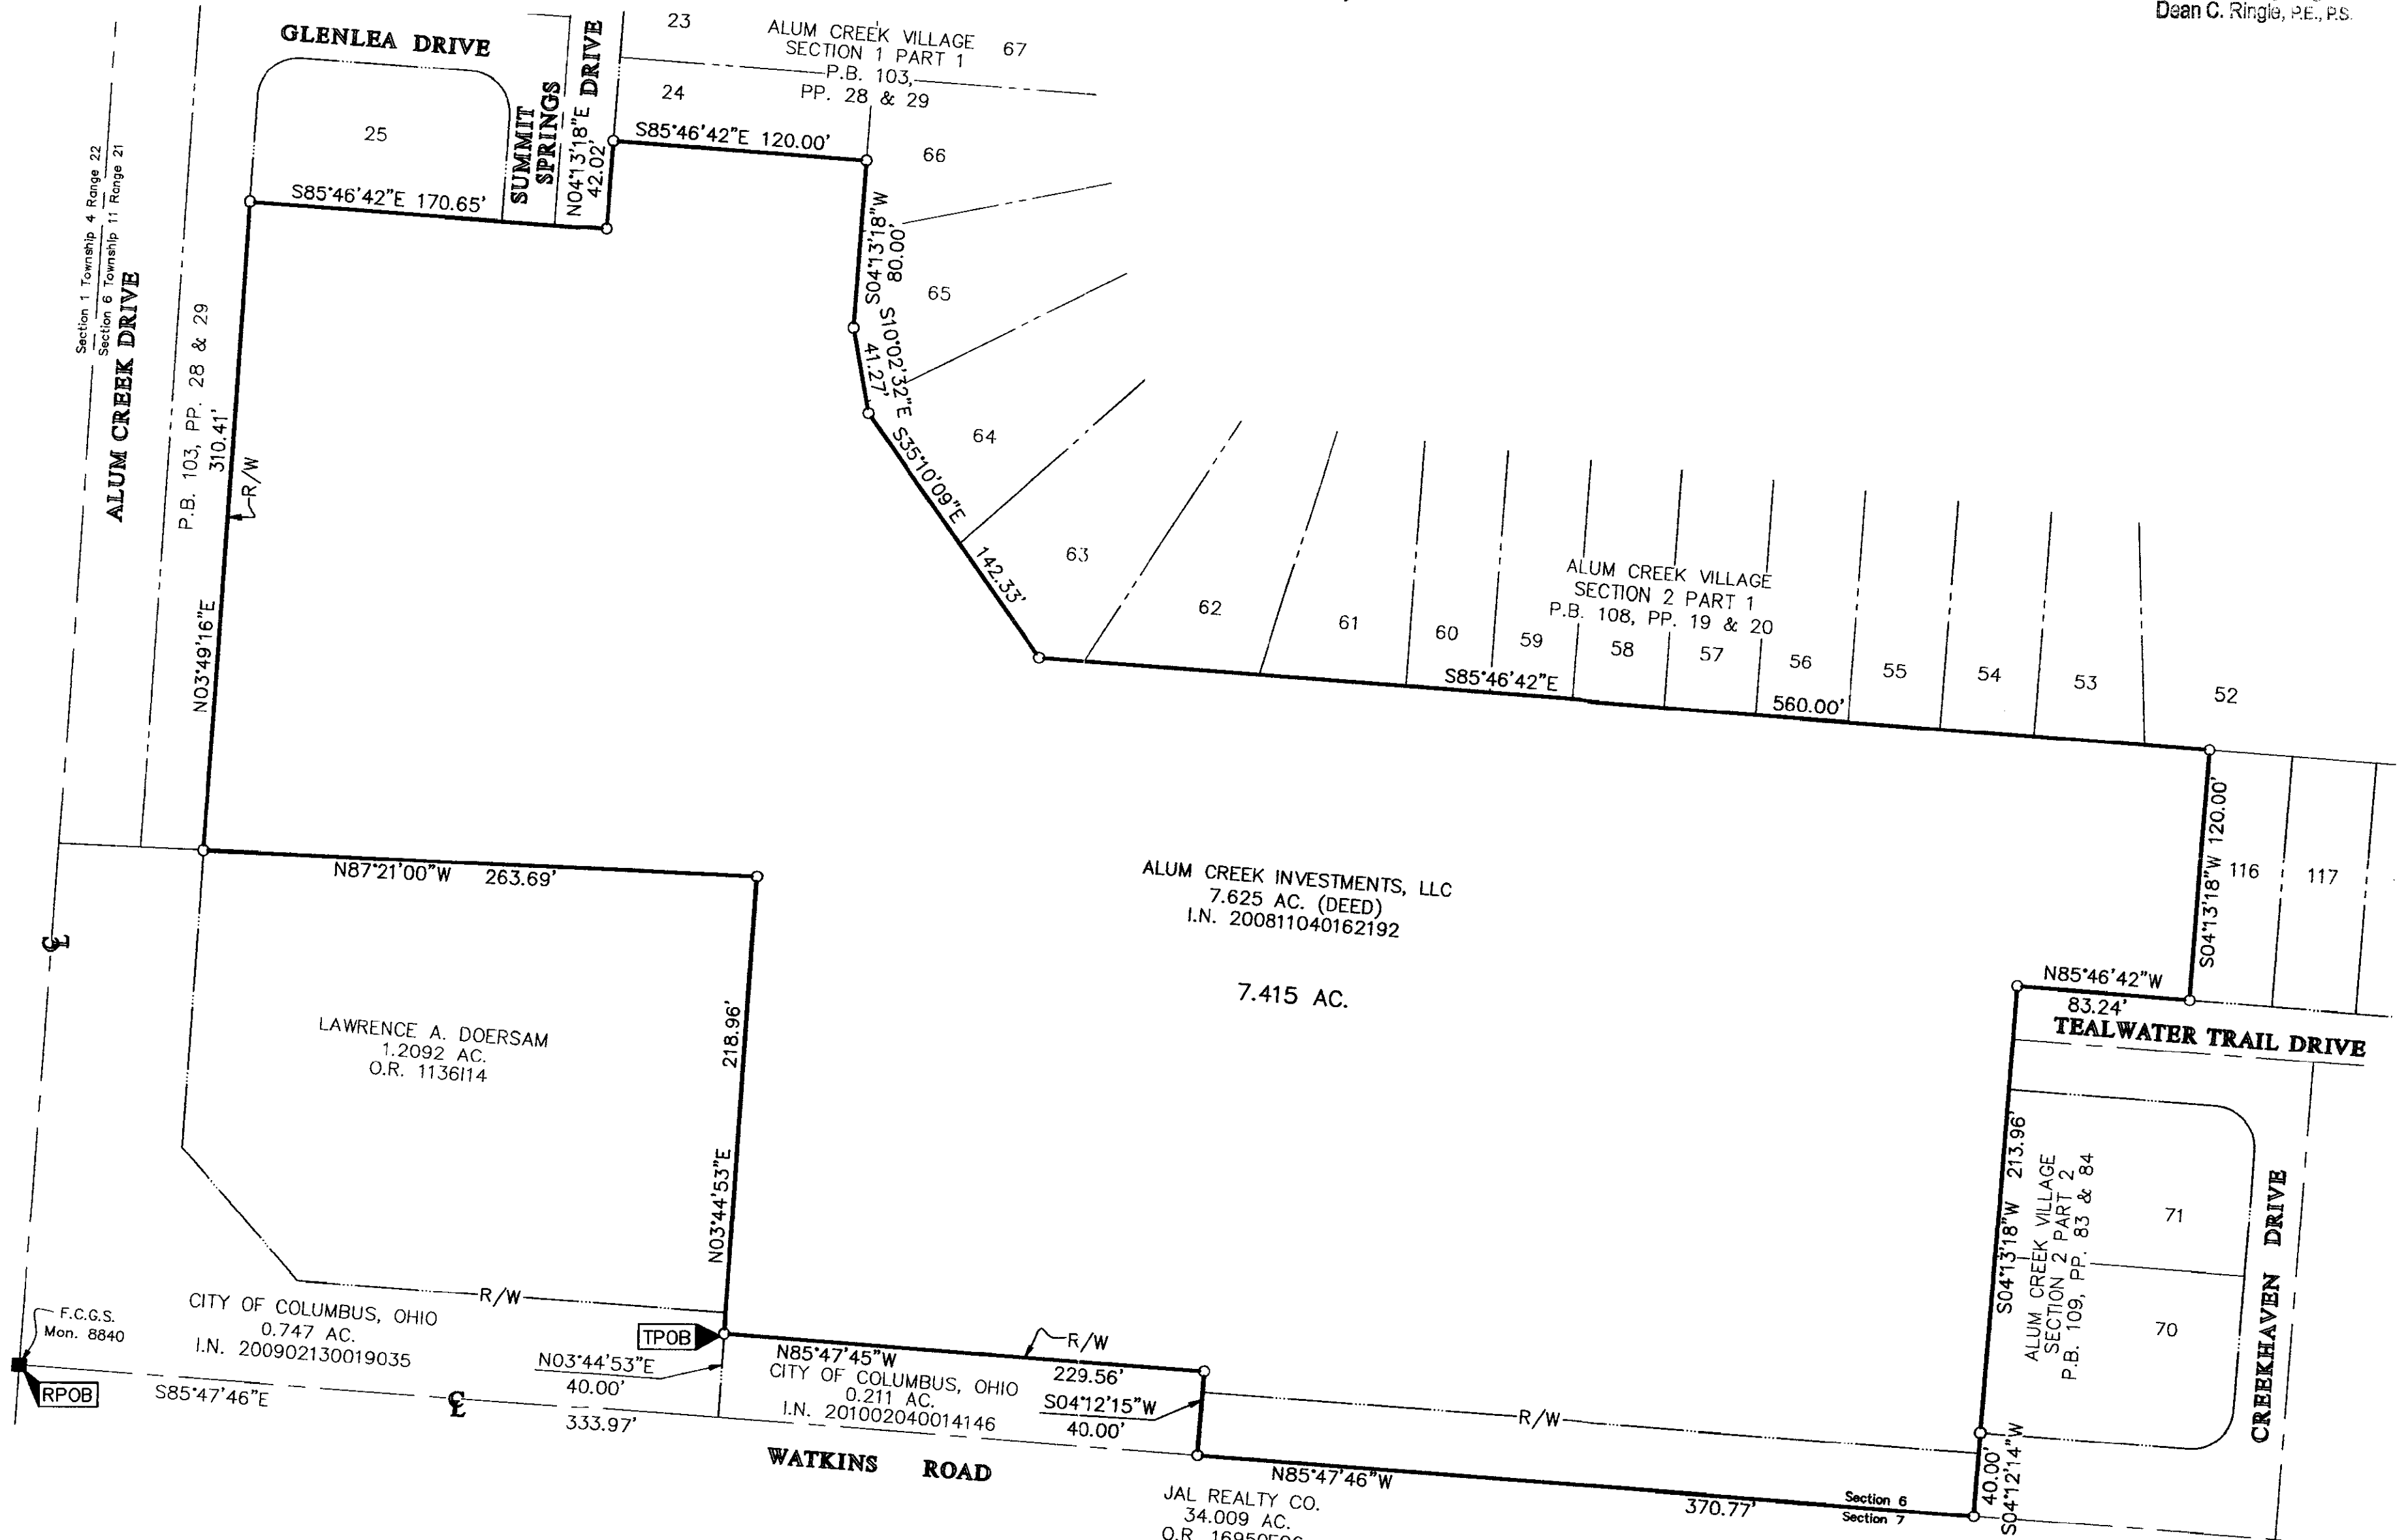 Dean C. Ringle, P.E., P.S.
GLENLEA DRIVE
SUMMIT
SPRINGS
DRIVE
N04°13'18"E
42.02'
23
24
25
ALUM CREEK VILLAGE
SECTION 1 PART 1
P.B. 103,
PP. 28 & 29
67
66
S85°46'42"E 120.00'
S85°46'42"E 170.65'
Section 1 Township 4 Range 22
Section 6 Township 11 Range 21
ALUM CREEK DRIVE
P.B. 103, PP. 28 & 29
310.41'
R/W
N03°49'16"E
S04°13'18"W
80.00'
65
S10°02'32"E
41.27'
64
S35°10'09"E
142.33'
63
62
61
60
59
58
57
56
55
54
53
52
ALUM CREEK VILLAGE
SECTION 2 PART 1
P.B. 108, PP. 19 & 20
S85°46'42"E
560.00'
S04°13'18"W 120.00'
116
117
N87°21'00"W 263.69'
ALUM CREEK INVESTMENTS, LLC
7.625 AC. (DEED)
I.N. 200811040162192
7.415 AC.
N85°46'42"W
83.24'
TEALWATER TRAIL DRIVE
LAWRENCE A. DOERSAM
1.2092 AC.
O.R. 1136I14
218.96'
N03°44'53"E
S04°13'18"W 213.96'
ALUM CREEK VILLAGE
SECTION 2 PART 2
P.B. 109, PP. 83 & 84
71
70
CREEKHAVEN DRIVE
R/W
F.C.G.S.
Mon. 8840
CITY OF COLUMBUS, OHIO
0.747 AC.
I.N. 200902130019035
TPOB
RPOB
S85°47'46"E
℄
℄
333.97'
N03°44'53"E
40.00'
N85°47'45"W
229.56'
R/W
CITY OF COLUMBUS, OHIO
0.211 AC.
I.N. 201002040014146
S04°12'15"W
40.00'
R/W
WATKINS ROAD
N85°47'46"W
370.77'
JAL REALTY CO.
34.009 AC.
Section 6
Section 7
40.00'
S04°12'14"W